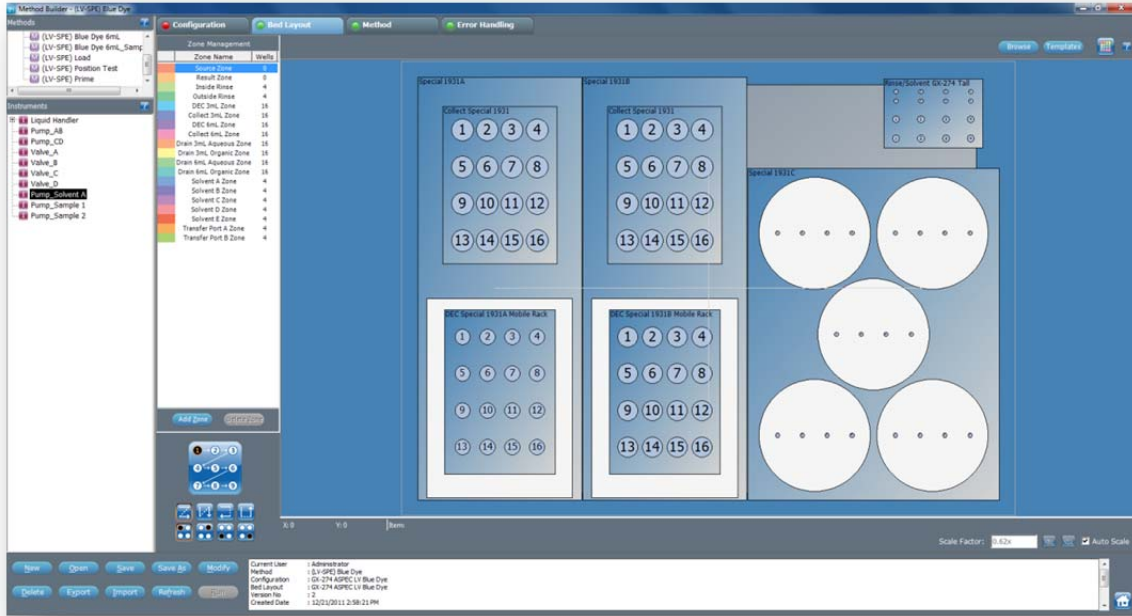 Method Builder - (LV-SPE) Blue Dye
Methods
(LV-SPE) Blue Dye 6mL
(LV-SPE) Blue Dye 6mL_Samp
(LV-SPE) Load
(LV-SPE) Position Test
(LV-SPE) Prime
Instruments
Liquid Handler
Pump_AB
Pump_CD
Valve_A
Valve_B
Valve_C
Valve_D
Pump_Solvent A
Pump_Sample 1
Pump_Sample 2
Configuration
Bed Layout
Method
Error Handling
Zone Management
Zone Name Wells
Source Zone 0
Result Zone 0
Inside Rinse 4
Outside Rinse 4
DEC 3mL Zone 16
Collect 3mL Zone 16
DEC 6mL Zone 16
Collect 6mL Zone 16
Drain 3mL Aqueous Zone 16
Drain 3mL Organic Zone 16
Drain 6mL Aqueous Zone 16
Drain 6mL Organic Zone 16
Solvent A Zone 4
Solvent B Zone 4
Solvent C Zone 4
Solvent D Zone 4
Solvent E Zone 4
Transfer Port A Zone 4
Transfer Port B Zone 4
Add Zone
Delete Zone
1 2 3
4 5 6
7 8 9
Browse
Templates
Special 1931A
Collect Special 1931
1 2 3 4
5 6 7 8
9 10 11 12
13 14 15 16
DEC Special 1931A Mobile Rack
1 2 3 4
5 6 7 8
9 10 11 12
13 14 15 16
Special 1931B
Collect Special 1931
1 2 3 4
5 6 7 8
9 10 11 12
13 14 15 16
DEC Special 1931B Mobile Rack
1 2 3 4
5 6 7 8
9 10 11 12
13 14 15 16
Rinse/Solvent GX-274 Tall
Special 1931C
X: 0 Y: 0 Item:
Scale Factor: 0.62x Auto Scale
New Open Save Save As Modify
Delete Export Import Refresh Run
Current User : Administrator
Method : (LV-SPE) Blue Dye
Configuration : GX-274 ASPEC LV Blue Dye
Bed Layout : GX-274 ASPEC LV Blue Dye
Version No : 2
Created Date : 12/21/2011 2:58:21 PM